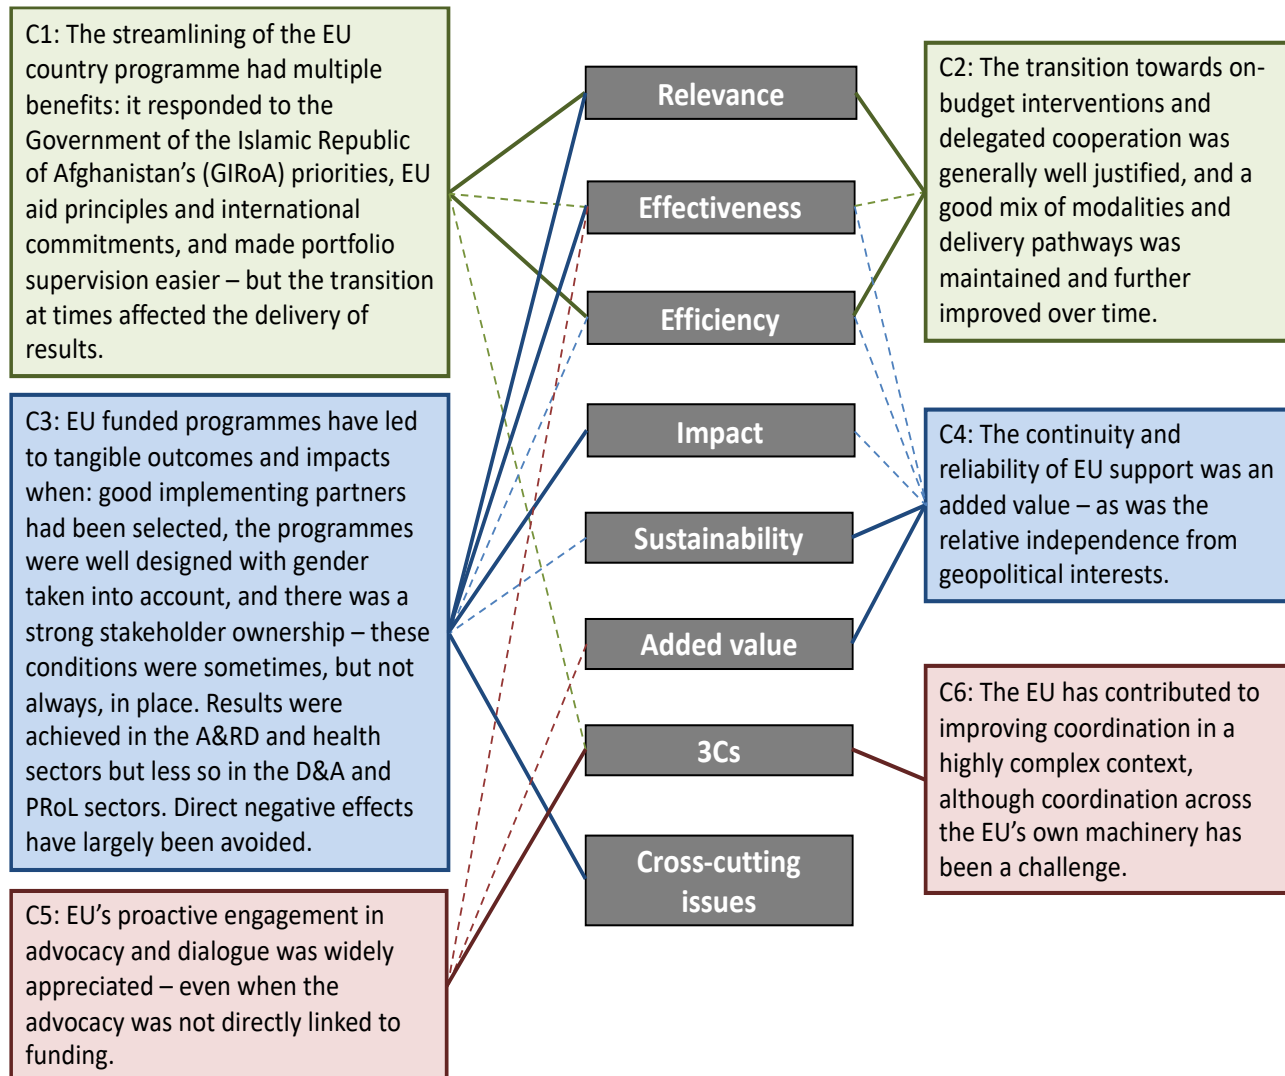 C1: The streamlining of the EU
country programme had multiple
benefits: it responded to the
Government of the Islamic Republic
of Afghanistan’s (GIRoA) priorities, EU
aid principles and international
commitments, and made portfolio
supervision easier – but the transition
at times affected the delivery of
results.
C3: EU funded programmes have led
to tangible outcomes and impacts
when: good implementing partners
had been selected, the programmes
were well designed with gender
taken into account, and there was a
strong stakeholder ownership – these
conditions were sometimes, but not
always, in place. Results were
achieved in the A&RD and health
sectors but less so in the D&A and
PRoL sectors. Direct negative effects
have largely been avoided.
C5: EU’s proactive engagement in
advocacy and dialogue was widely
appreciated – even when the
advocacy was not directly linked to
funding.
Relevance
Effectiveness
Efficiency
Impact
Sustainability
Added value
3Cs
Cross-cutting
issues
C2: The transition towards on-
budget interventions and
delegated cooperation was
generally well justified, and a
good mix of modalities and
delivery pathways was
maintained and further
improved over time.
C4: The continuity and
reliability of EU support was an
added value – as was the
relative independence from
geopolitical interests.
C6: The EU has contributed to
improving coordination in a
highly complex context,
although coordination across
the EU’s own machinery has
been a challenge.